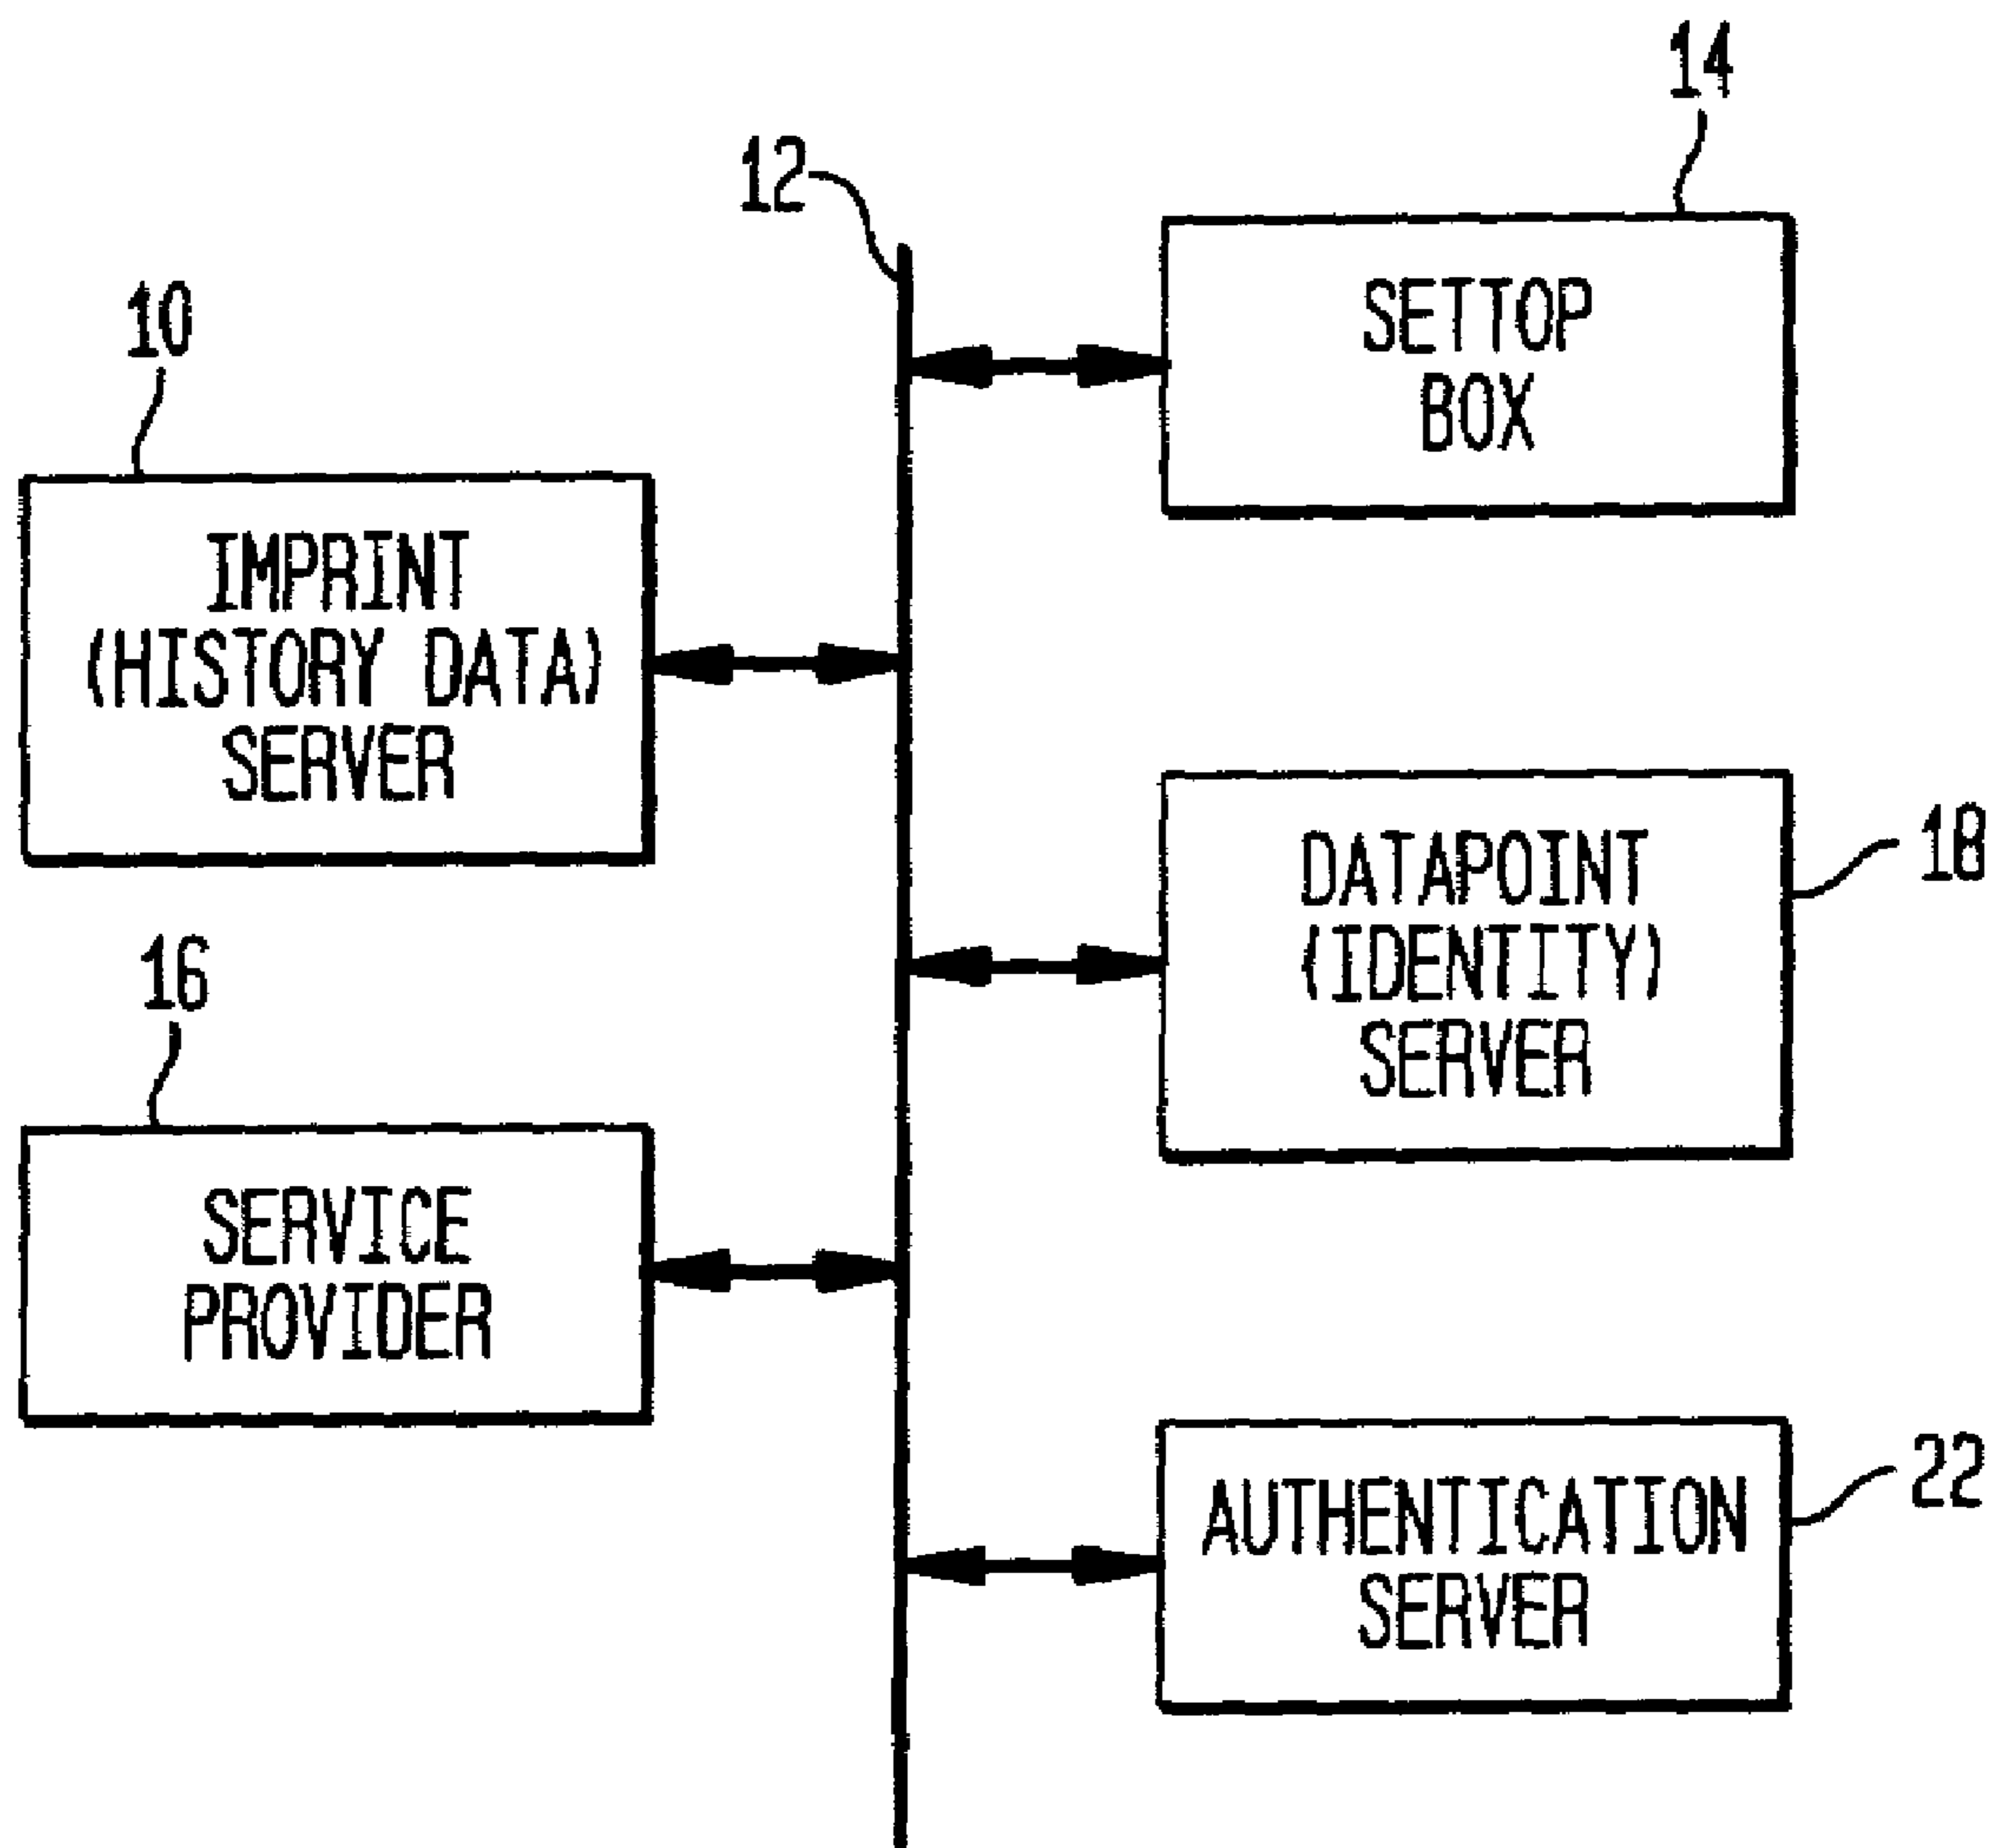 14
12
SETTOP
BOX
10
IMPRINT
(HISTORY DATA)
SERVER
DATAPOINT
(IDENTITY)
SERVER
18
16
SERVICE
PROVIDER
AUTHENTICATION
SERVER
22